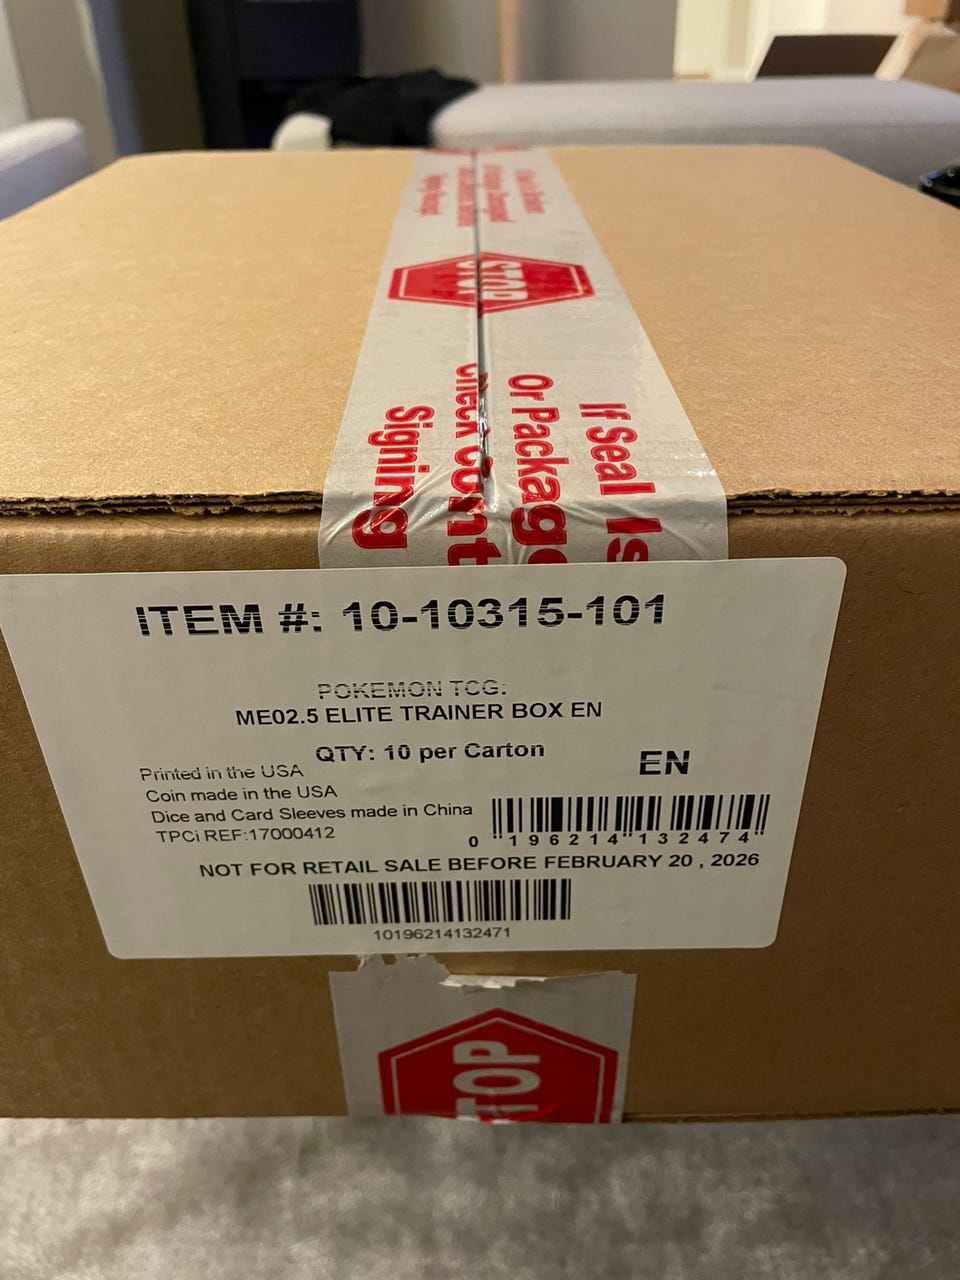 STOP
If Seal Is
Or Package
Check Cont
Signing
ITEM #: 10-10315-101
POKEMON TCG:
ME02.5 ELITE TRAINER BOX EN
QTY: 10 per Carton
EN
Printed in the USA
Coin made in the USA
Dice and Card Sleeves made in China
TPCi REF:17000412
0 196214 132474
NOT FOR RETAIL SALE BEFORE FEBRUARY 20 , 2026
10196214132471
TOP